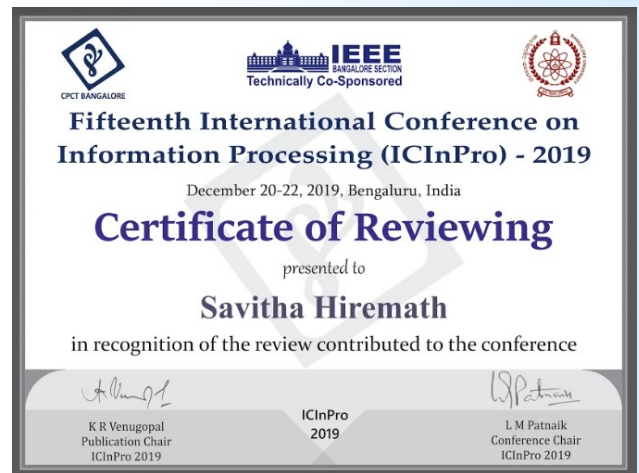 CPCT BANGALORE
IEEE
BANGALORE SECTION
Technically Co-Sponsored
Fifteenth International Conference on
Information Processing (ICInPro) - 2019
December 20-22, 2019, Bengaluru, India
Certificate of Reviewing
presented to
Savitha Hiremath
in recognition of the review contributed to the conference
K R Venugopal
Publication Chair
ICInPro 2019
ICInPro
2019
L M Patnaik
Conference Chair
ICInPro 2019